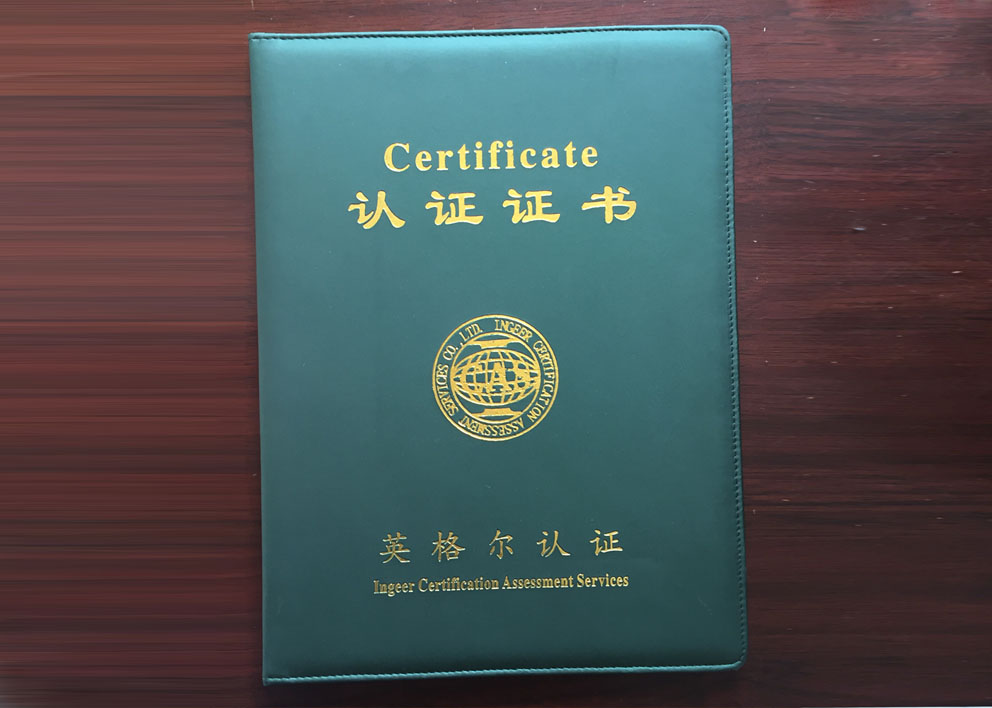 Certificate
认证证书
INGEER CERTIFICATION ASSESSMENT SERVICES CO., LTD.
CAS
英格尔认证
Ingeer Certification Assessment Services